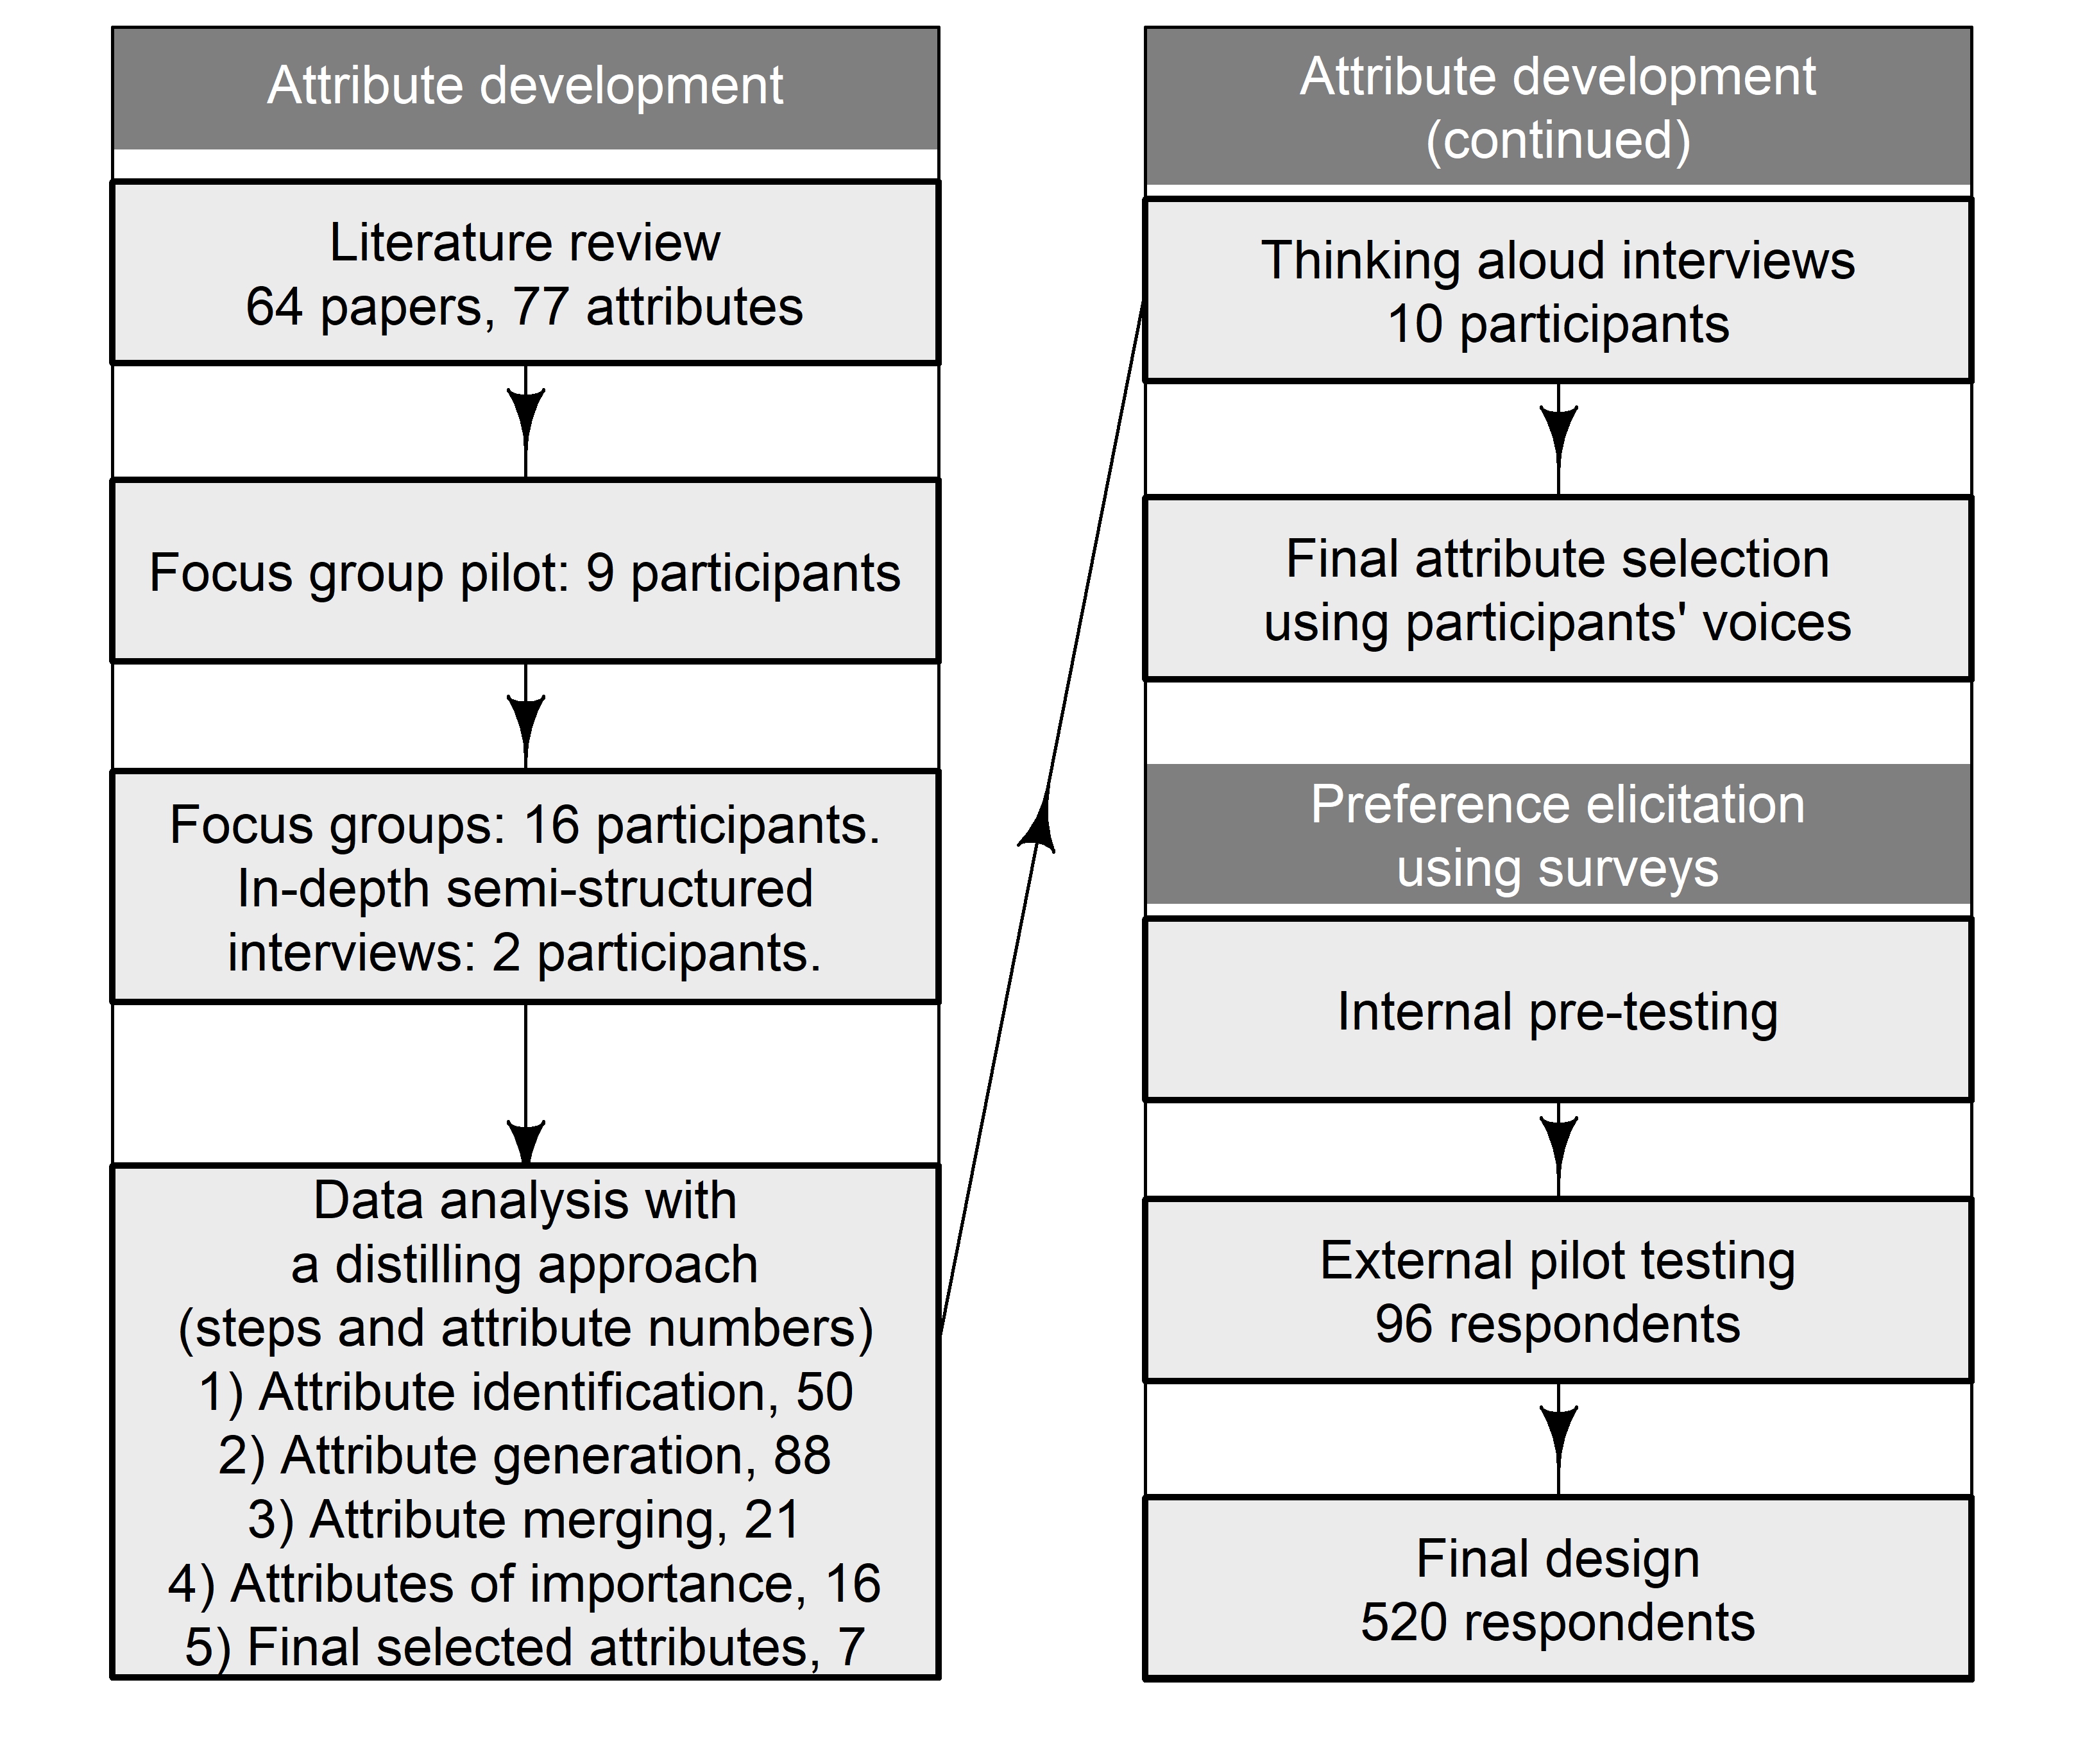 Attribute development
Literature review
64 papers, 77 attributes
Focus group pilot: 9 participants
Focus groups: 16 participants.
In-depth semi-structured
interviews: 2 participants.
Data analysis with
a distilling approach
(steps and attribute numbers)
1) Attribute identification, 50
2) Attribute generation, 88
3) Attribute merging, 21
4) Attributes of importance, 16
5) Final selected attributes, 7
Attribute development
(continued)
Thinking aloud interviews
10 participants
Final attribute selection
using participants' voices
Preference elicitation
using surveys
Internal pre-testing
External pilot testing
96 respondents
Final design
520 respondents